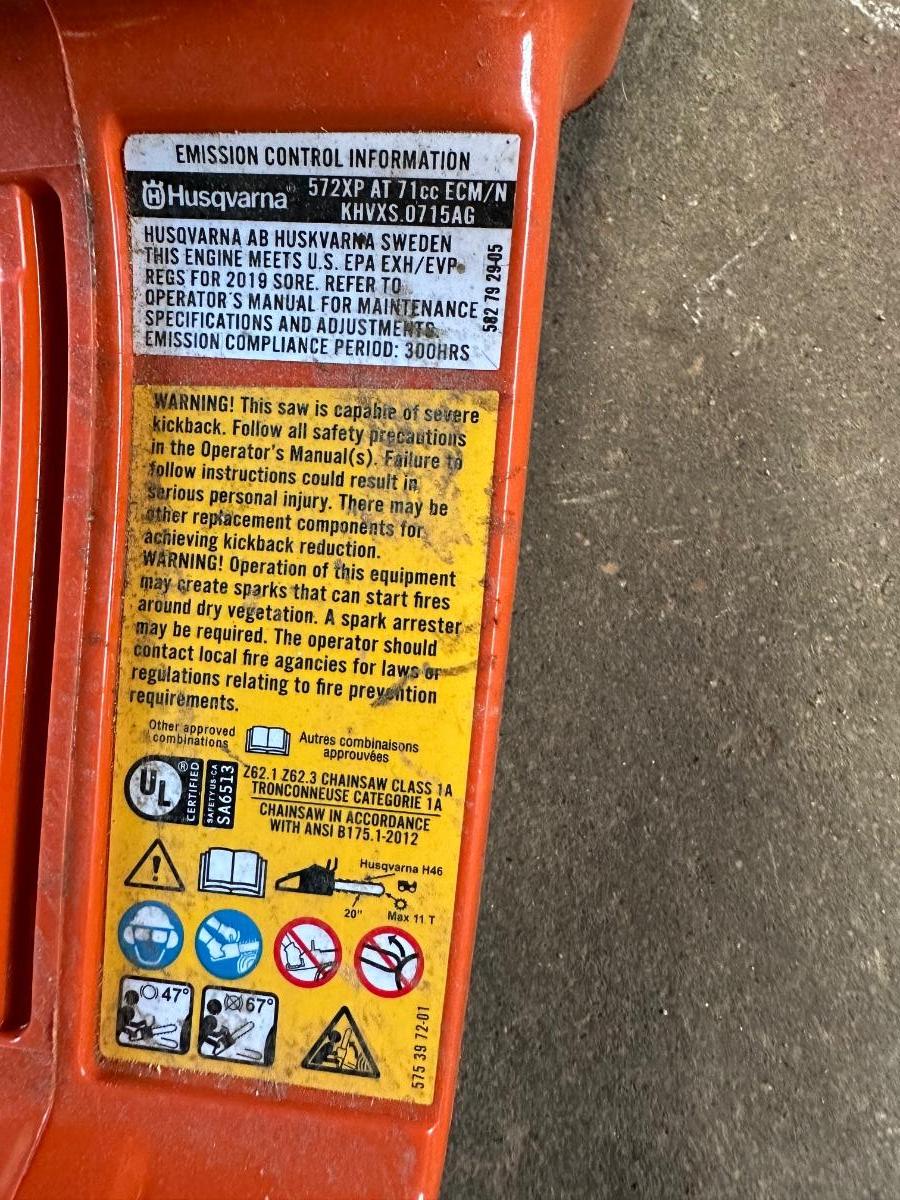 EMISSION CONTROL INFORMATION
Husqvarna 572XP AT 71cc ECM/N
KHVXS.0715AG
HUSQVARNA AB HUSKVARNA SWEDEN
THIS ENGINE MEETS U.S. EPA EXH/EVP
REGS FOR 2019 SORE. REFER TO
OPERATOR'S MANUAL FOR MAINTENANCE
SPECIFICATIONS AND ADJUSTMENTS.
EMISSION COMPLIANCE PERIOD: 300HRS
582 79 29-05
WARNING! This saw is capable of severe
kickback. Follow all safety precautions
in the Operator's Manual(s). Failure to
follow instructions could result in
serious personal injury. There may be
other replacement components for
achieving kickback reduction.
WARNING! Operation of this equipment
may create sparks that can start fires
around dry vegetation. A spark arrester
may be required. The operator should
contact local fire agancies for laws or
regulations relating to fire prevention
requirements.
Other approved
combinations
Autres combinaisons
approuvées
UL®
CERTIFIED
SAFETY US-CA
SA6513
Z62.1 Z62.3 CHAINSAW CLASS 1A
TRONCONNEUSE CATEGORIE 1A
CHAINSAW IN ACCORDANCE
WITH ANSI B175.1-2012
Husqvarna H46
20"
Max 11 T
47°
67°
575 39 72-01